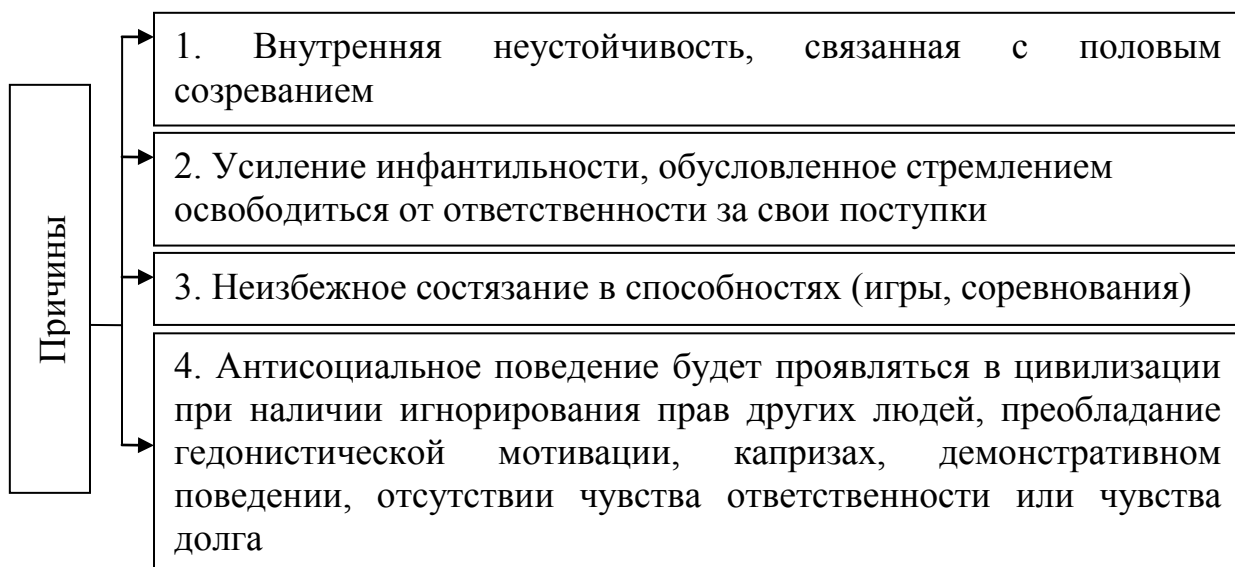 Причины
1. Внутренняя неустойчивость, связанная с половым
созреванием
2. Усиление инфантильности, обусловленное стремлением
освободиться от ответственности за свои поступки
3. Неизбежное состязание в способностях (игры, соревнования)
4. Антисоциальное поведение будет проявляться в цивилизации
при наличии игнорирования прав других людей, преобладание
гедонистической мотивации, капризах, демонстративном
поведении, отсутствии чувства ответственности или чувства
долга